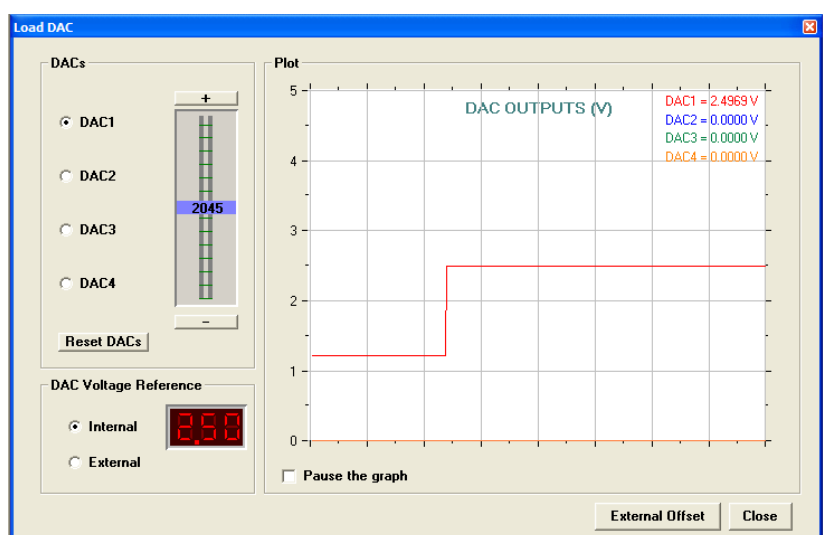 Load DAC
DACs
DAC1
DAC2
DAC3
DAC4
+
2045
−
Reset DACs
DAC Voltage Reference
Internal
External
2.50
Plot
DAC OUTPUTS (V)
DAC1 = 2.4969 V
DAC2 = 0.0000 V
DAC3 = 0.0000 V
DAC4 = 0.0000 V
5
4
3
2
1
0
Pause the graph
External Offset
Close